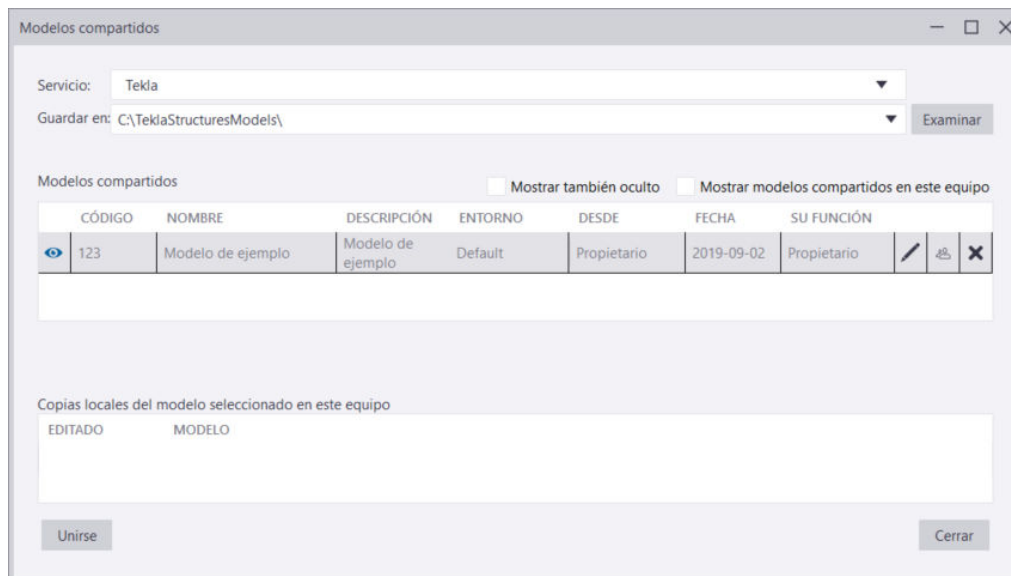 Modelos compartidos
Servicio: Tekla
Guardar en: C:\TeklaStructuresModels\ Examinar
Modelos compartidos Mostrar también oculto Mostrar modelos compartidos en este equipo
CÓDIGO NOMBRE DESCRIPCIÓN ENTORNO DESDE FECHA SU FUNCIÓN
123 Modelo de ejemplo Modelo de ejemplo Default Propietario 2019-09-02 Propietario
Copias locales del modelo seleccionado en este equipo
EDITADO MODELO
Unirse Cerrar